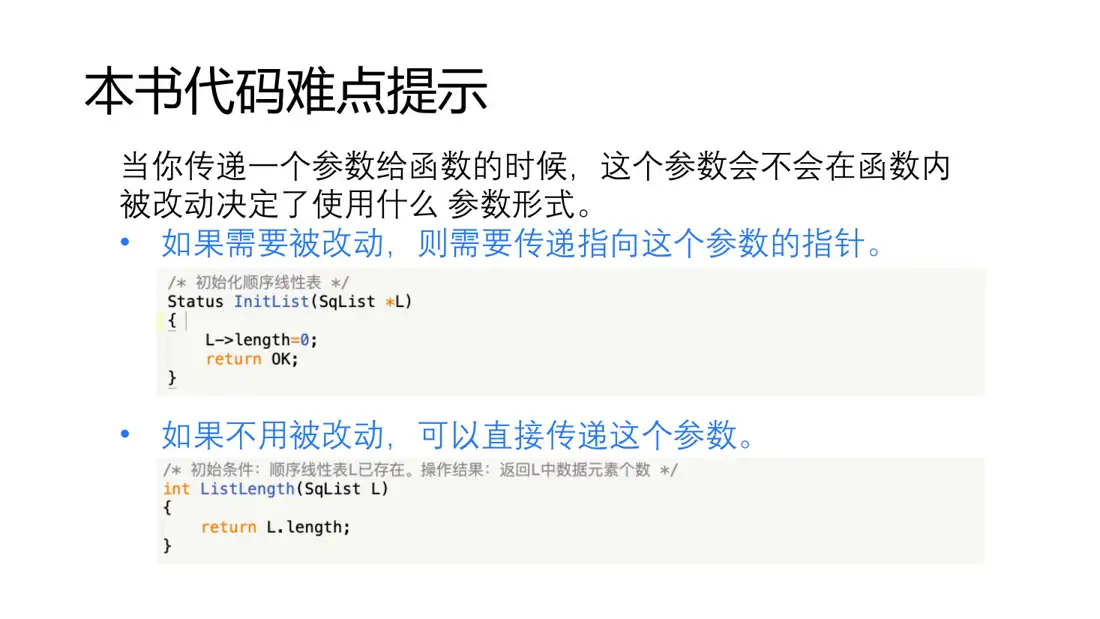 本书代码难点提示
当你传递一个参数给函数的时候，这个参数会不会在函数内
被改动决定了使用什么 参数形式。
• 如果需要被改动，则需要传递指向这个参数的指针。
/* 初始化顺序线性表 */
Status InitList(SqList *L)
{
    L->length=0;
    return OK;
}
• 如果不用被改动，可以直接传递这个参数。
/* 初始条件：顺序线性表L已存在。操作结果：返回L中数据元素个数 */
int ListLength(SqList L)
{
    return L.length;
}